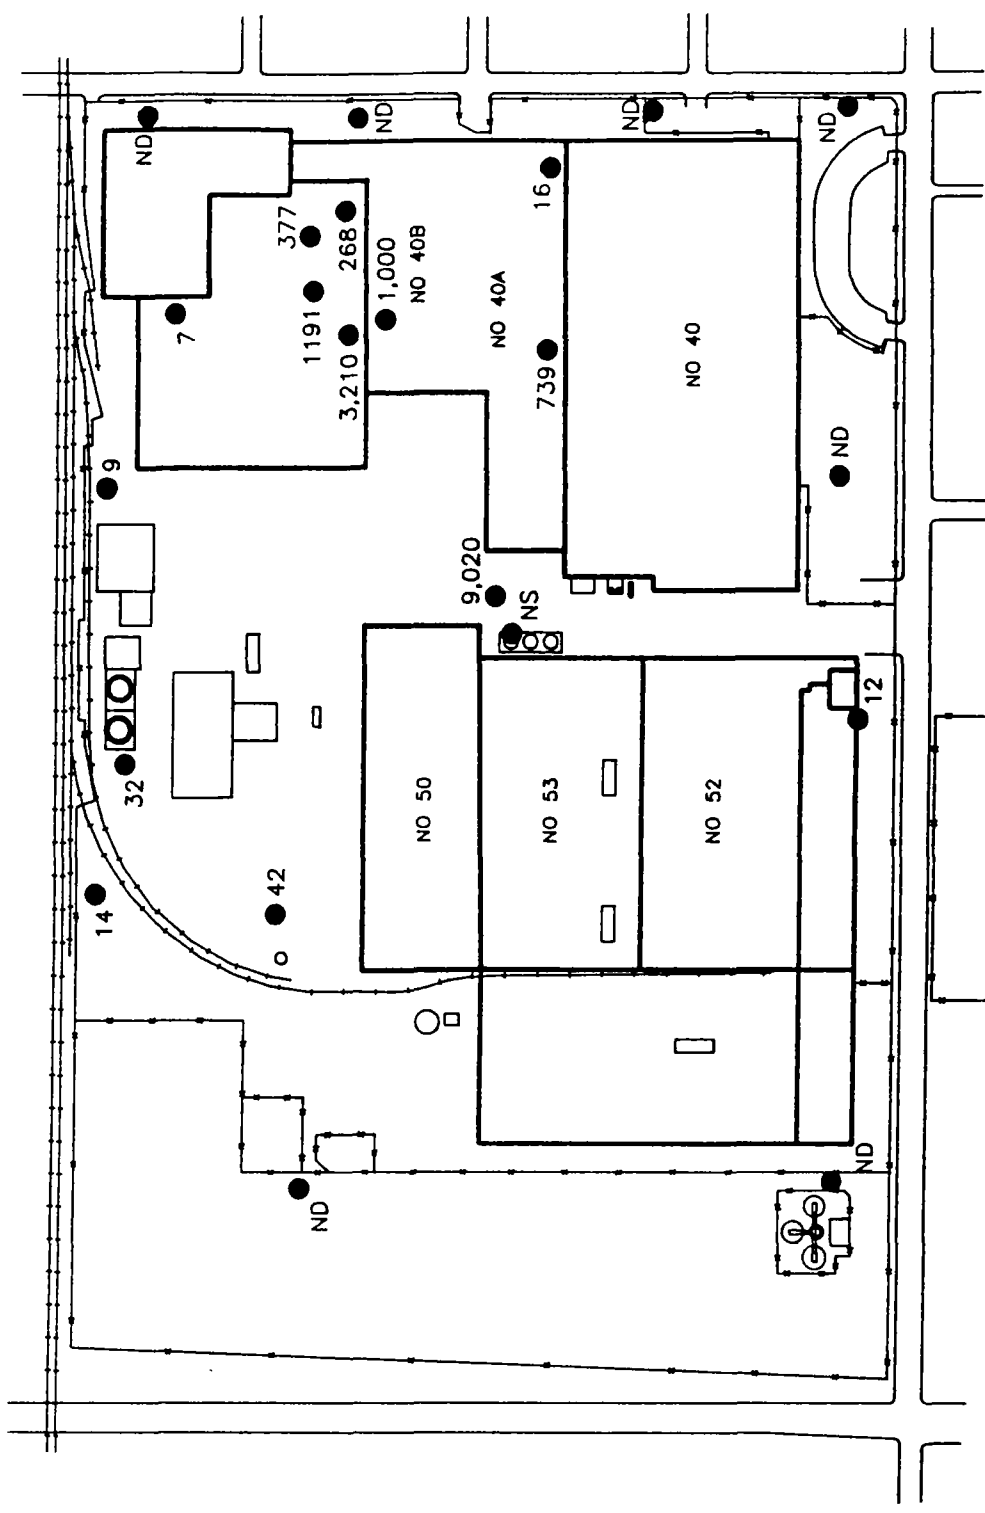 ND
ND
ND
ND
16
377
268
1,000
NO 40B
NO 40A
1191
7
3,210
739
NO 40
9
ND
9,020
NS
12
32
NO 50
NO 53
NO 52
42
14
ND
ND